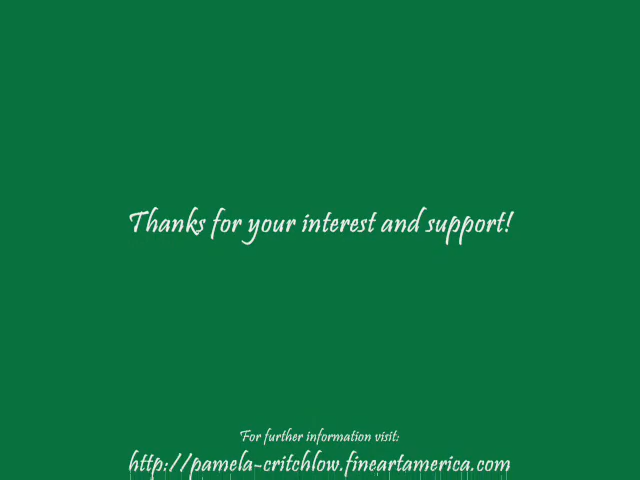 Thanks for your interest and support!
For further information visit:
http://pamela-critchlow.fineartamerica.com